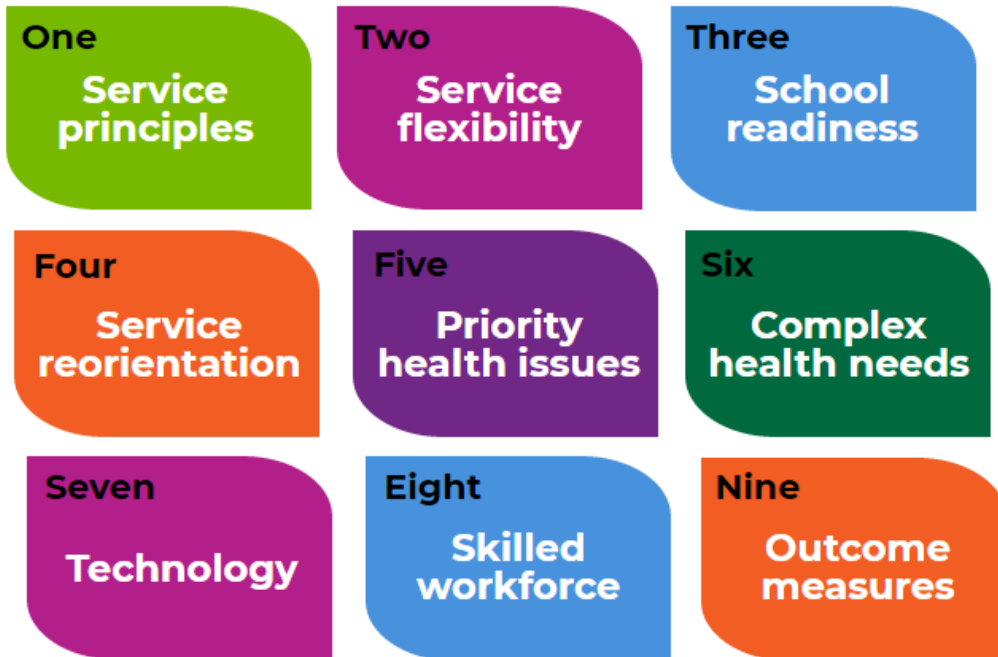 One
Service
principles
Two
Service
flexibility
Three
School
readiness
Four
Service
reorientation
Five
Priority
health issues
Six
Complex
health needs
Seven
Technology
Eight
Skilled
workforce
Nine
Outcome
measures